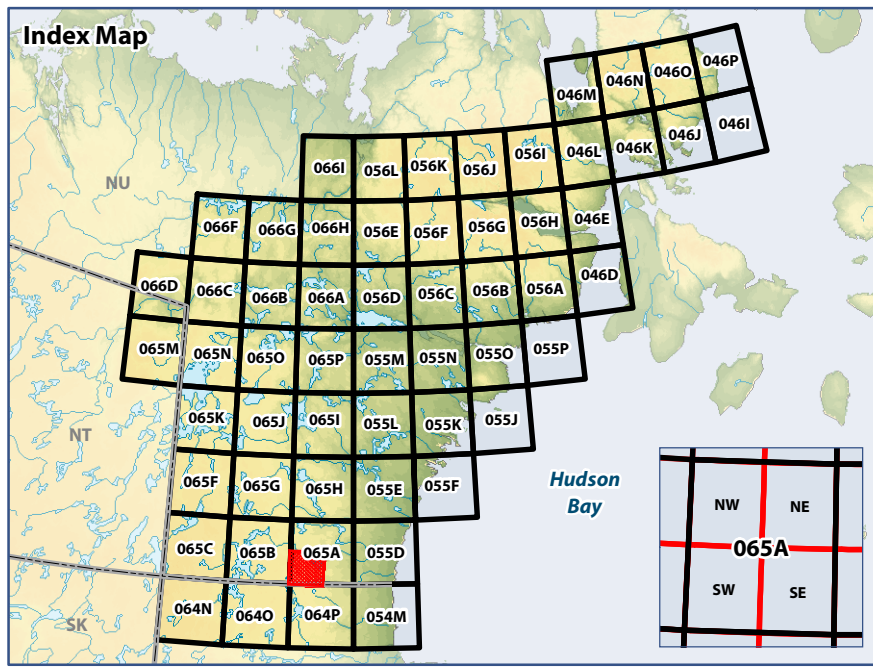 Index Map
046M 046N 046O 046P
066I 056L 056K 056J 056I 046L 046K 046J 046I
NU
066F 066G 066H 056E 056F 056G 056H 046E
066D 066C 066B 066A 056D 056C 056B 056A 046D
065M 065N 065O 065P 055M 055N 055O 055P
NT
065K 065J 065I 055L 055K 055J
065F 065G 065H 055E 055F
Hudson
Bay
065C 065B 065A 055D
SK
064N 064O 064P 054M
NW NE
065A
SW SE